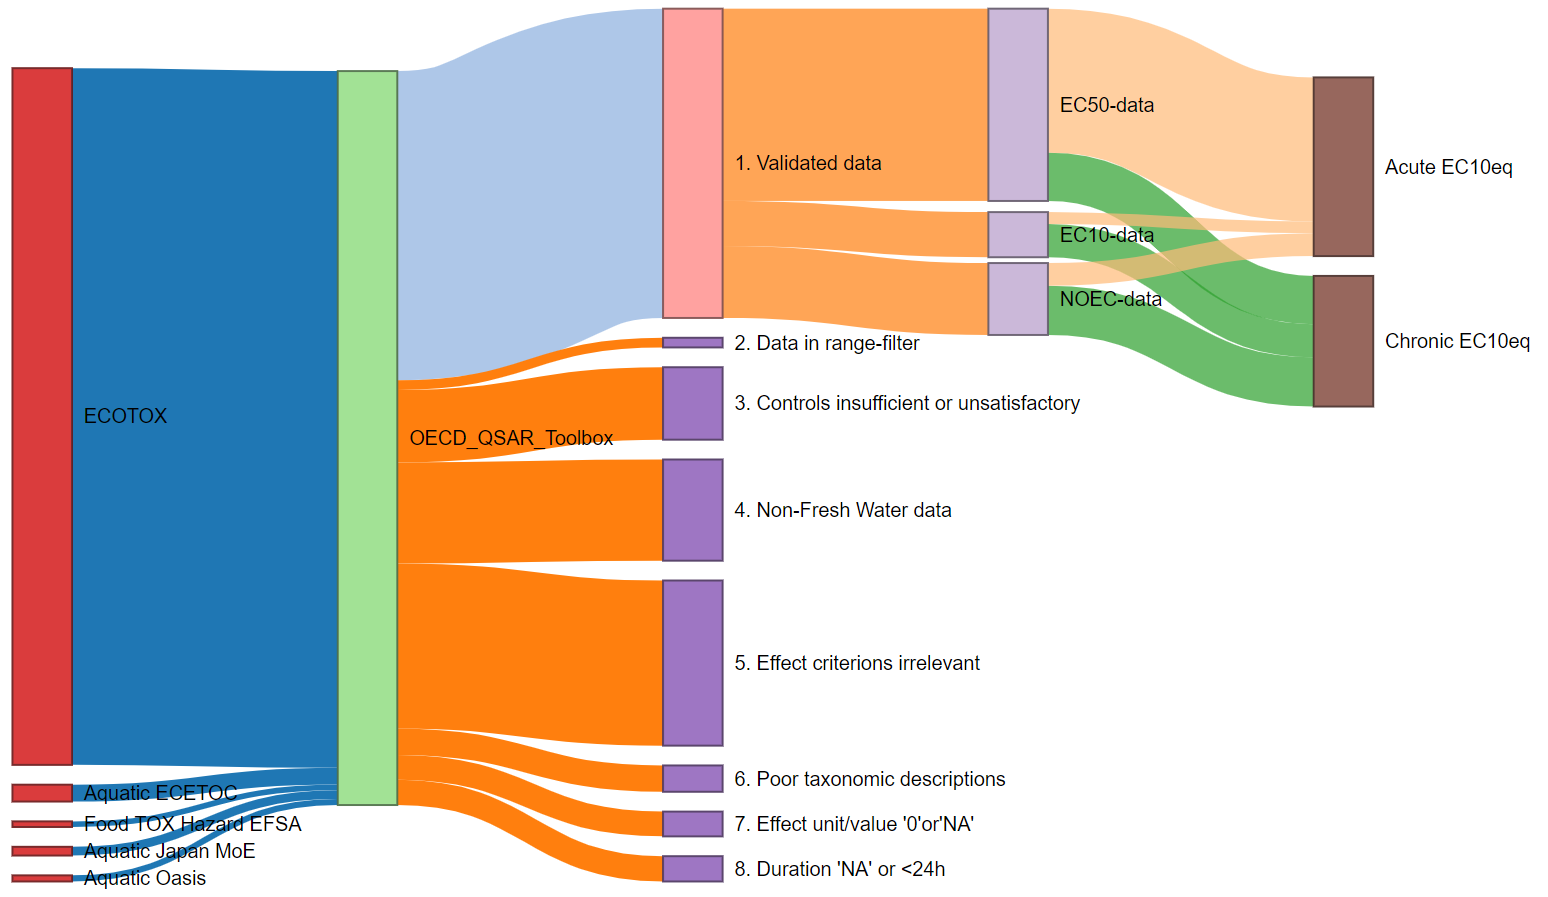 ECOTOX
Aquatic ECETOC
Food TOX Hazard EFSA
Aquatic Japan MoE
Aquatic Oasis
OECD_QSAR_Toolbox
1. Validated data
2. Data in range-filter
3. Controls insufficient or unsatisfactory
4. Non-Fresh Water data
5. Effect criterions irrelevant
6. Poor taxonomic descriptions
7. Effect unit/value '0'or'NA'
8. Duration 'NA' or <24h
EC50-data
EC10-data
NOEC-data
Acute EC10eq
Chronic EC10eq